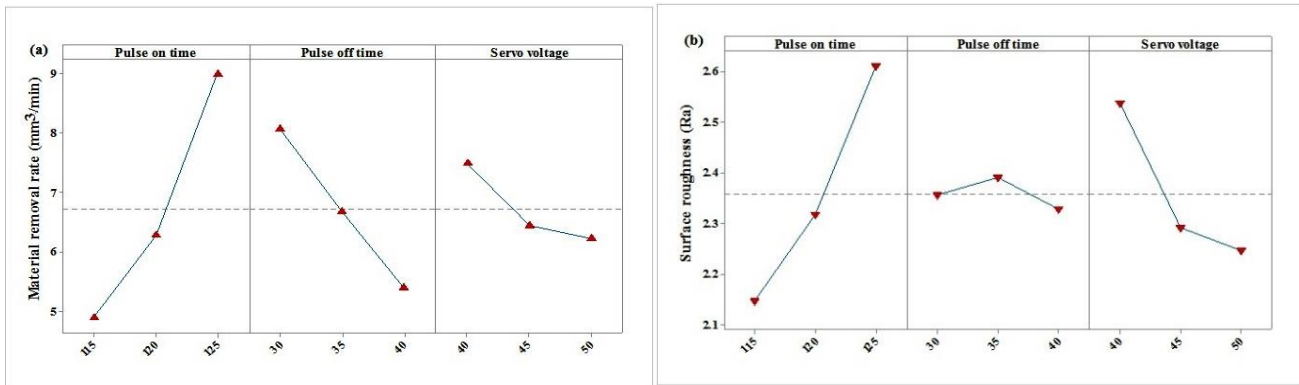 (a)
Pulse on time Pulse off time Servo voltage
Material removal rate (mm³/min)
9
8
7
6
5
115 120 125 30 35 40 40 45 50
(b)
Pulse on time Pulse off time Servo voltage
Surface roughness (Ra)
2.6
2.5
2.4
2.3
2.2
2.1
115 120 125 30 35 40 40 45 50